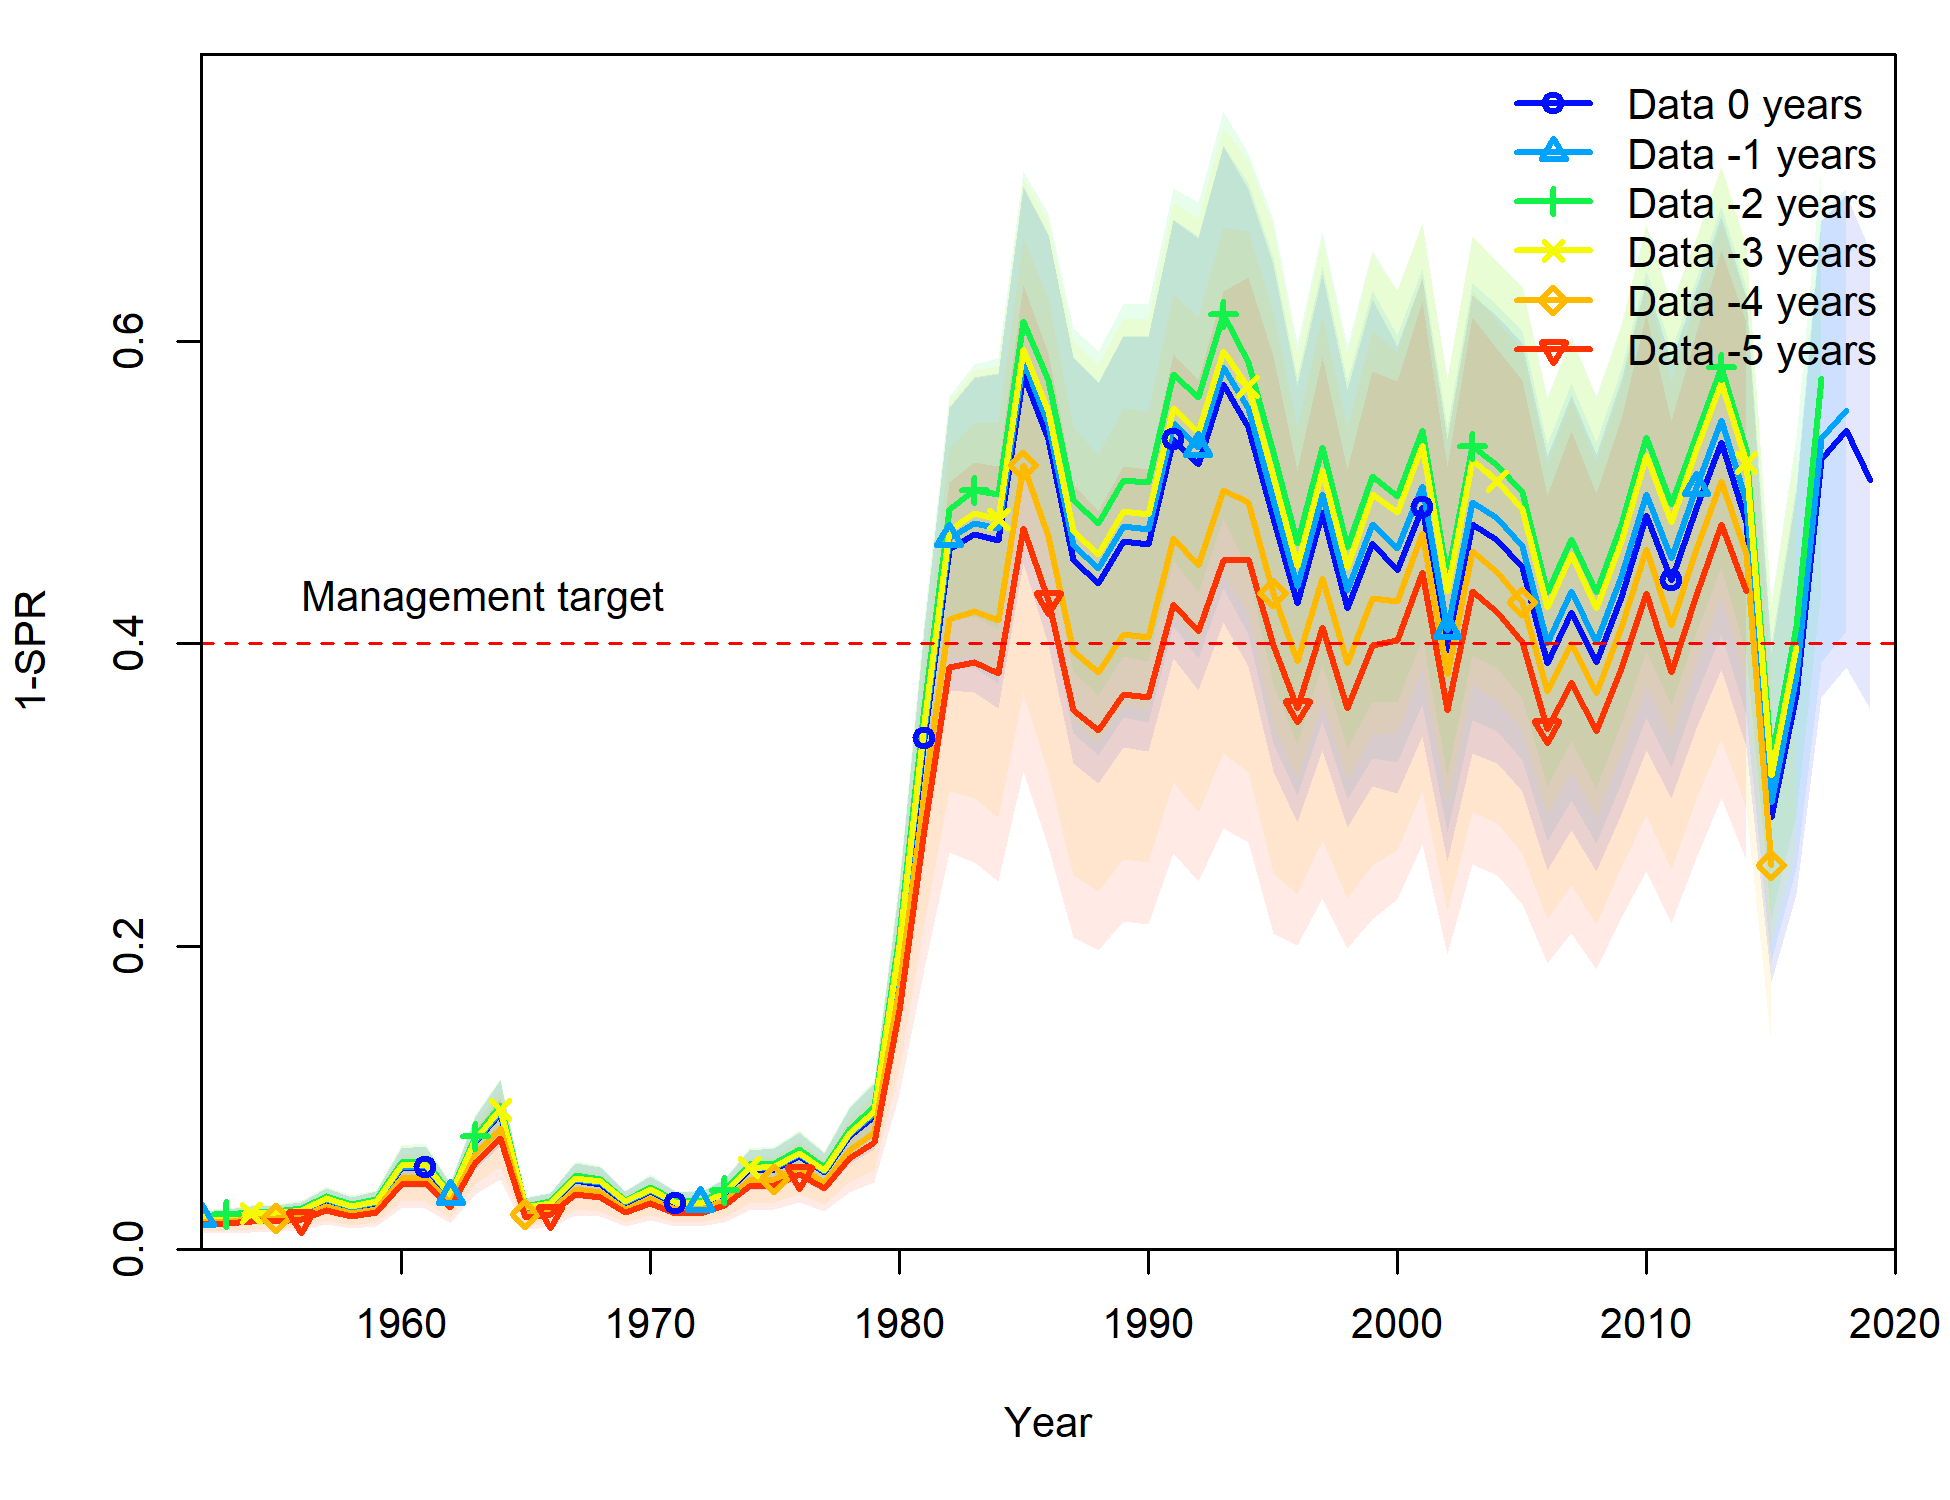 Data 0 years
Data -1 years
Data -2 years
Data -3 years
Data -4 years
Data -5 years
Management target
1-SPR
0.6
0.4
0.2
0.0
1960 1970 1980 1990 2000 2010 2020
Year